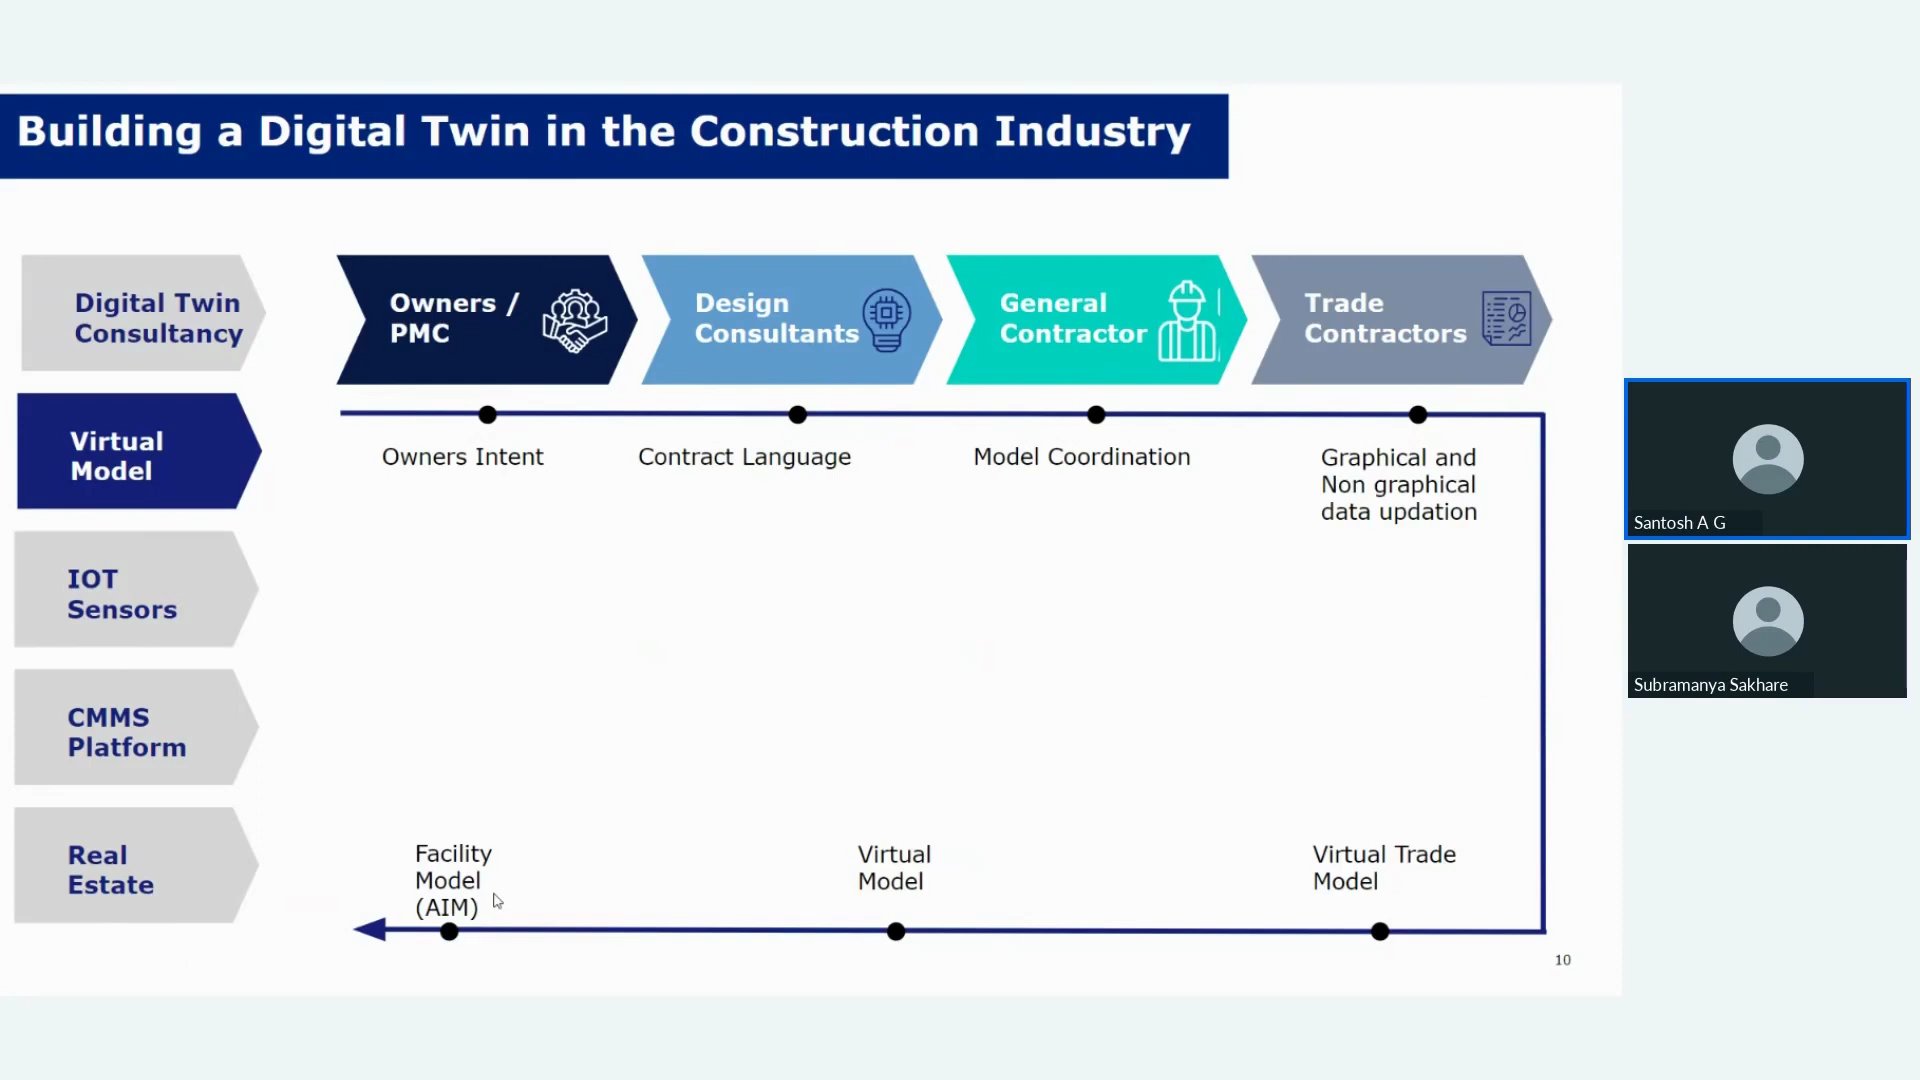 Building a Digital Twin in the Construction Industry
Digital Twin
Consultancy
Owners /
PMC
Design
Consultants
General
Contractor
Trade
Contractors
Virtual
Model
Owners Intent
Contract Language
Model Coordination
Graphical and
Non graphical
data updation
IOT
Sensors
CMMS
Platform
Real
Estate
Facility
Model
(AIM)
Virtual
Model
Virtual Trade
Model
10
Santosh A G
Subramanya Sakhare